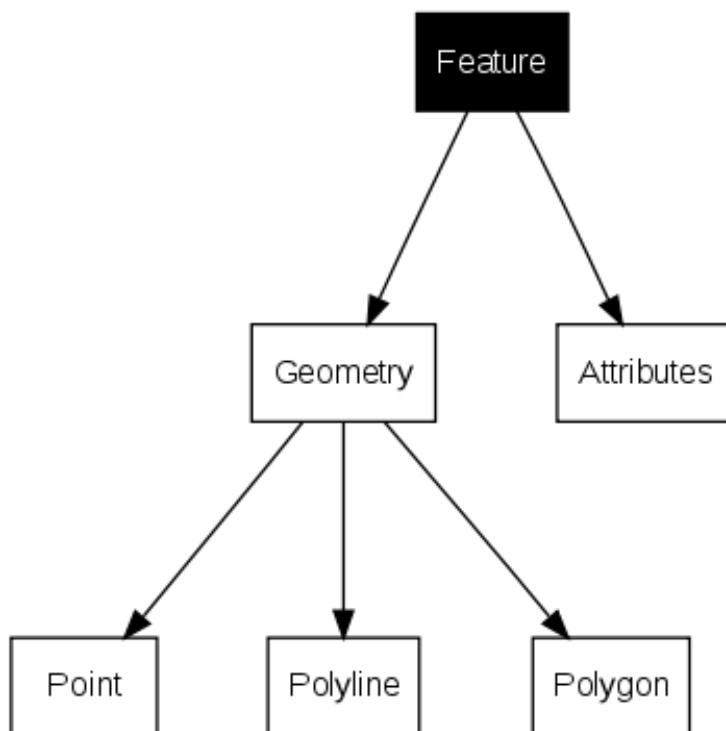 Feature
Geometry
Attributes
Point
Polyline
Polygon